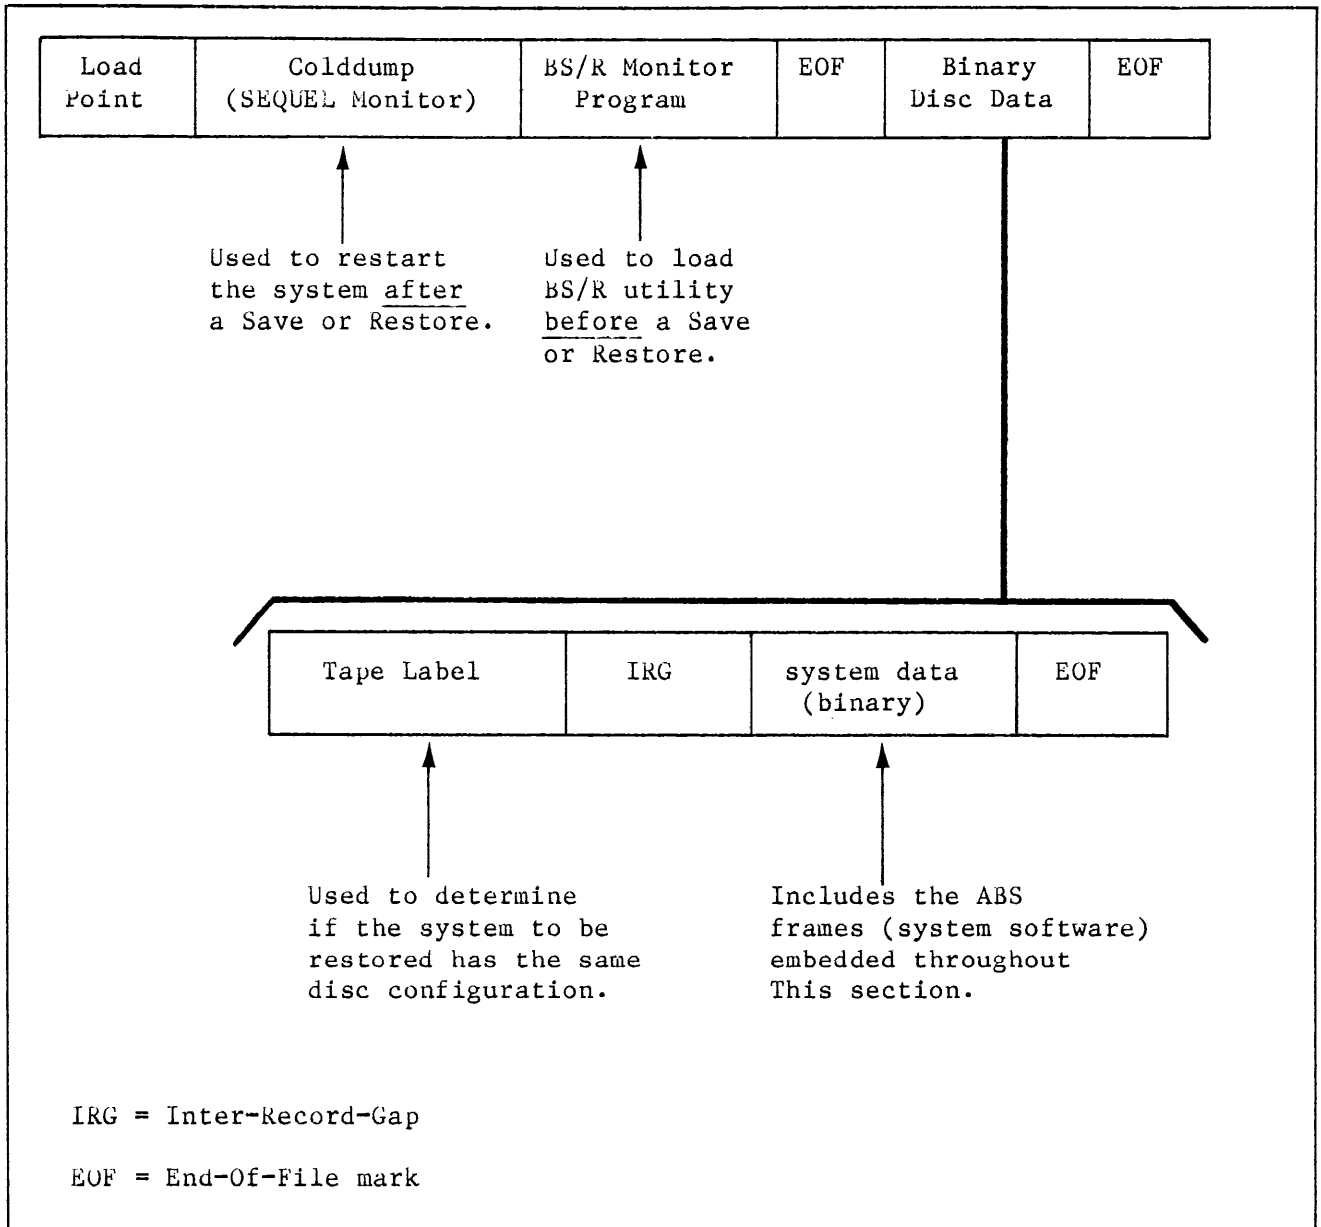 Load Point
Colddump (SEQUEL Monitor)
BS/R Monitor Program
EOF
Binary Disc Data
EOF
Used to restart
the system after
a Save or Restore.
Used to load
BS/R utility
before a Save
or Restore.
Tape Label
IRG
system data
(binary)
EOF
Used to determine
if the system to be
restored has the same
disc configuration.
Includes the ABS
frames (system software)
embedded throughout
This section.
IRG = Inter-Record-Gap
EOF = End-Of-File mark